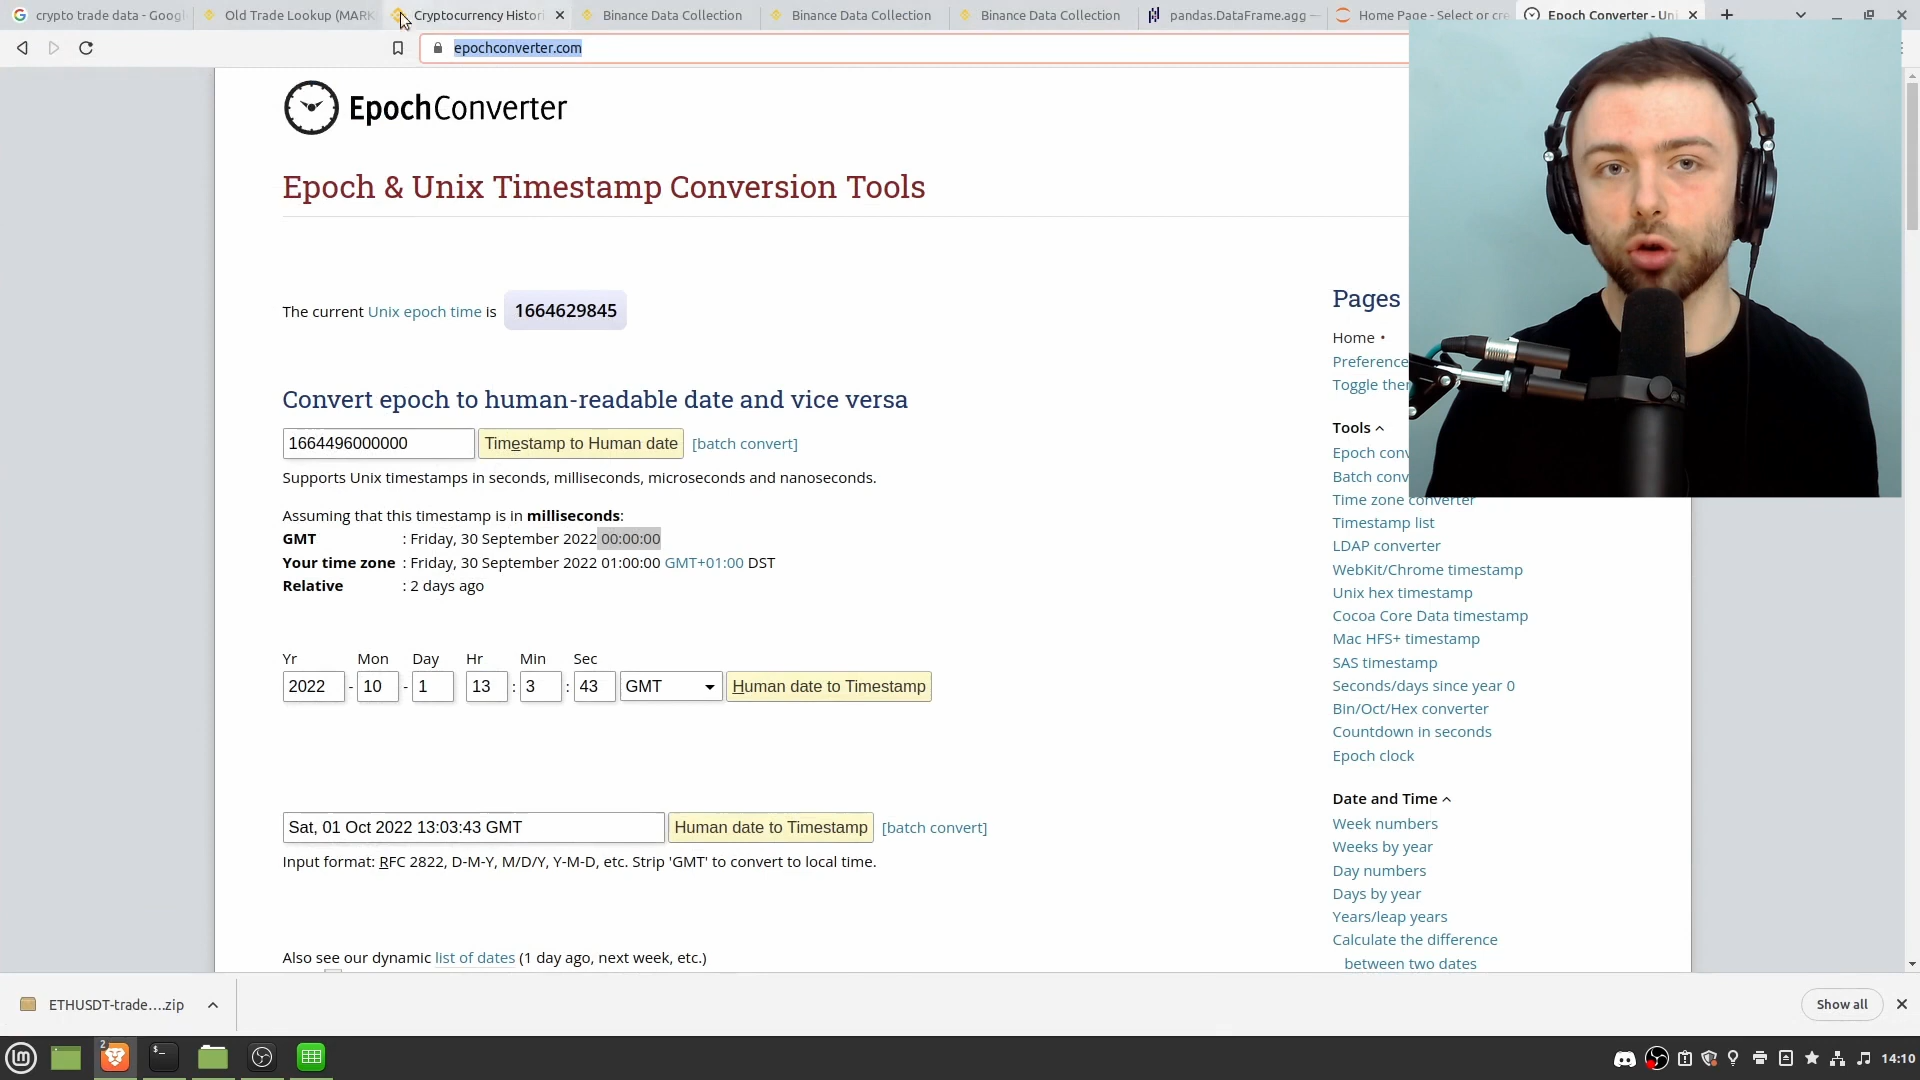 crypto trade data - Goog
Old Trade Lookup (MARK
Cryptocurrency Histori
Binance Data Collection
Binance Data Collection
Binance Data Collection
pandas.DataFrame.agg —
Home Page - Select or cre
Epoch Converter - Uni
epochconverter.com
EpochConverter
Epoch & Unix Timestamp Conversion Tools
The current Unix epoch time is 1664629845
Convert epoch to human-readable date and vice versa
1664496000000 Timestamp to Human date [batch convert]
Supports Unix timestamps in seconds, milliseconds, microseconds and nanoseconds.
Assuming that this timestamp is in milliseconds:
GMT : Friday, 30 September 2022 00:00:00
Your time zone : Friday, 30 September 2022 01:00:00 GMT+01:00 DST
Relative : 2 days ago
Yr Mon Day Hr Min Sec
2022 - 10 - 1 13 : 3 : 43 GMT Human date to Timestamp
Sat, 01 Oct 2022 13:03:43 GMT Human date to Timestamp [batch convert]
Input format: RFC 2822, D-M-Y, M/D/Y, Y-M-D, etc. Strip 'GMT' to convert to local time.
Also see our dynamic list of dates (1 day ago, next week, etc.)
Pages
Home
Preference
Toggle ther
Tools
Epoch conv
Batch conv
Time zone converter
Timestamp list
LDAP converter
WebKit/Chrome timestamp
Unix hex timestamp
Cocoa Core Data timestamp
Mac HFS+ timestamp
SAS timestamp
Seconds/days since year 0
Bin/Oct/Hex converter
Countdown in seconds
Epoch clock
Date and Time
Week numbers
Weeks by year
Day numbers
Days by year
Years/leap years
Calculate the difference
between two dates
ETHUSDT-trade....zip
Show all
2
14:10